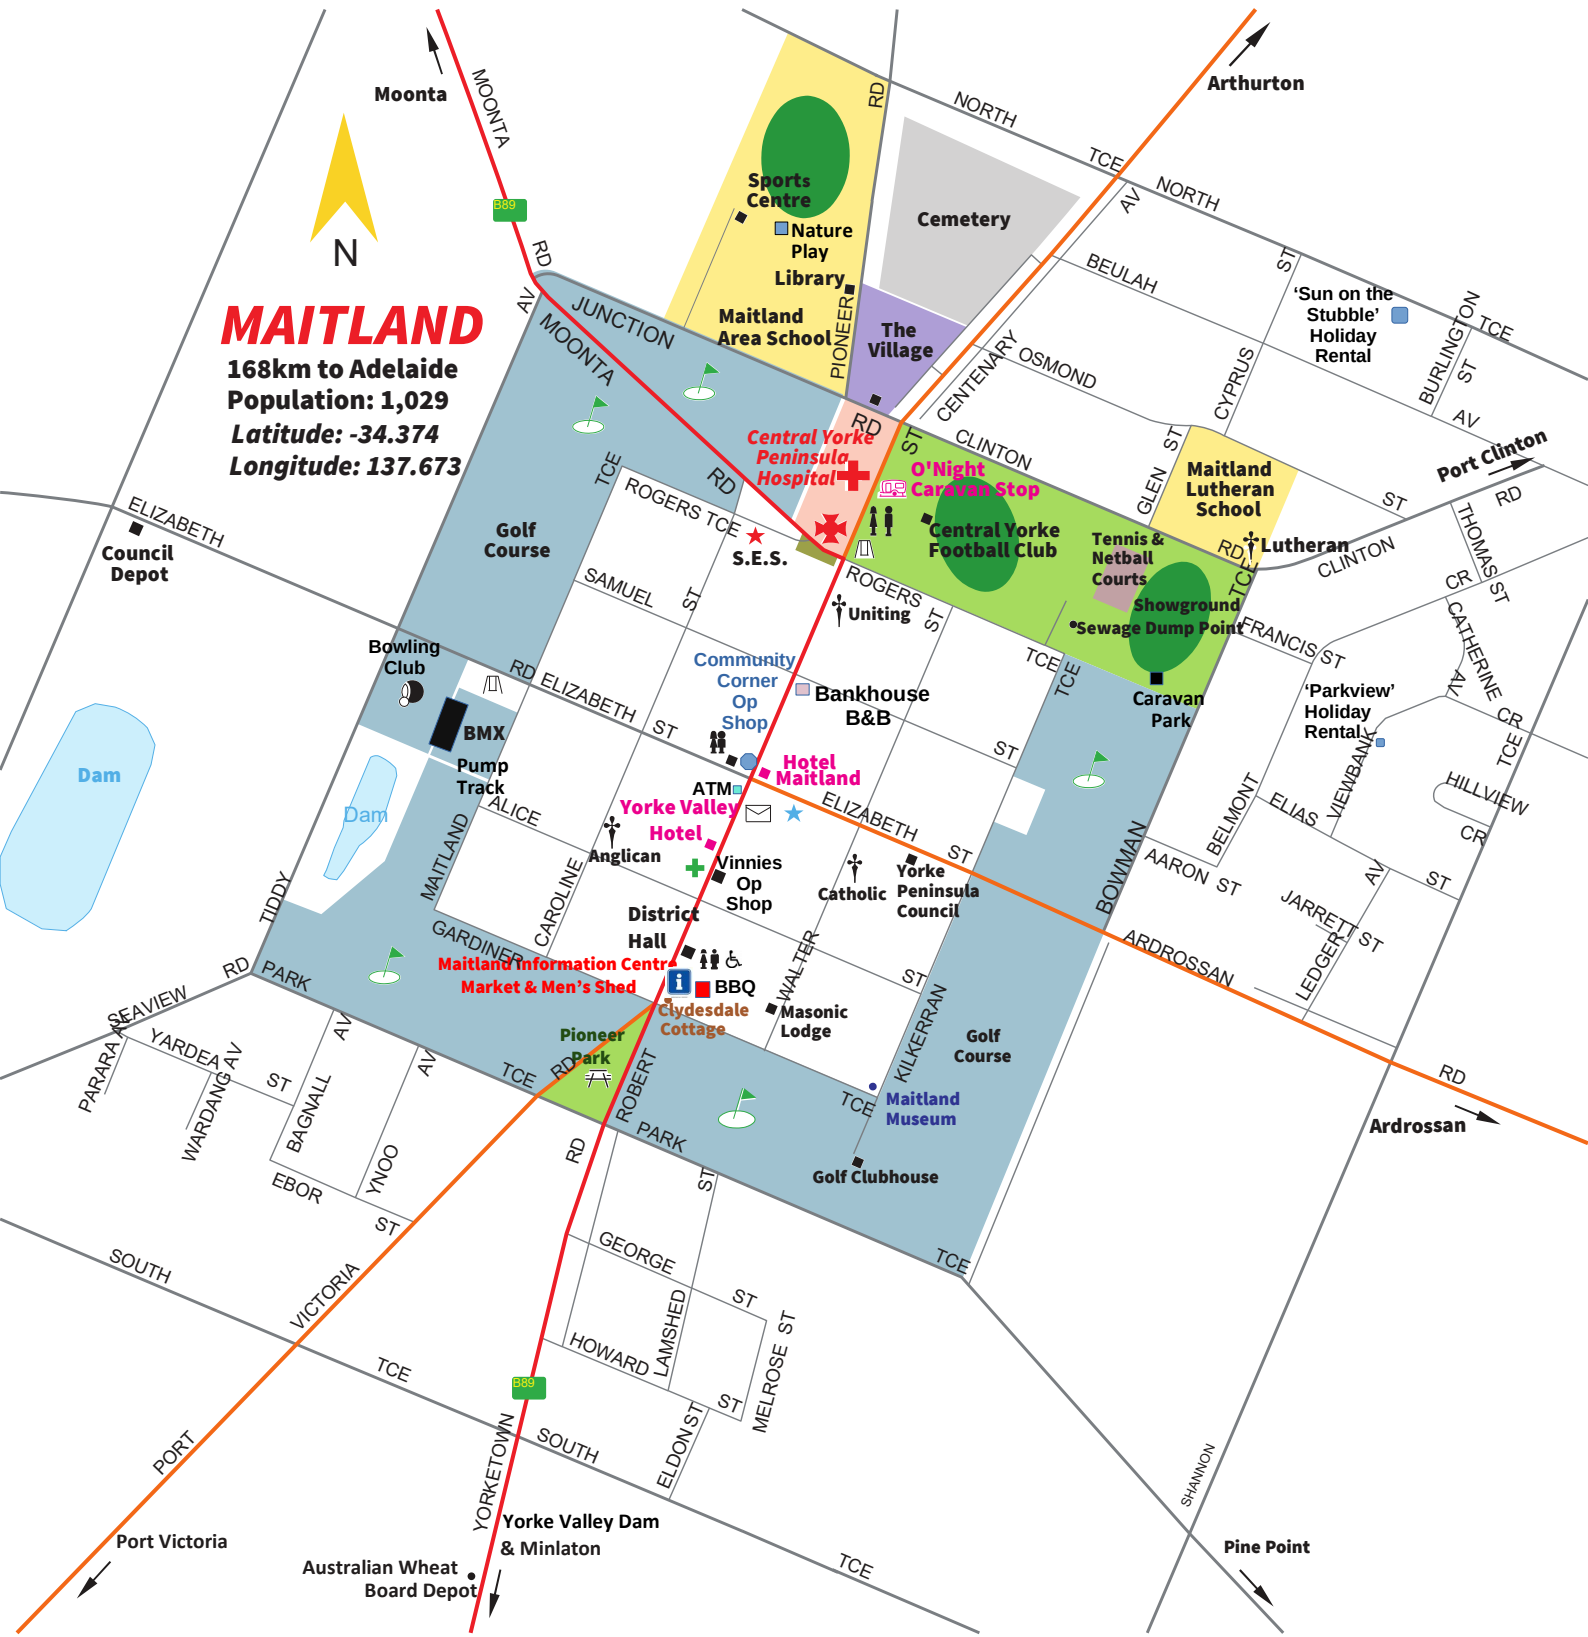 MAITLAND
168km to Adelaide
Population: 1,029
Latitude: -34.374
Longitude: 137.673
N
Moonta
MOONTA
RD
B89
Arthurton
NORTH
TCE
NORTH
TCE
RD
PIONEER
Sports
Centre
Nature
Play
Library
Maitland
Area School
Cemetery
The
Village
AV
CENTENARY
BEULAH
AV
OSMOND
ST
ST
CYPRUS
‘Sun on the
Stubble’
Holiday
Rental
BURLINGTON
ST
AV
JUNCTION
RD
MOONTA
RD
Central Yorke
Peninsula
Hospital
ST
CLINTON
RD
O'Night
Caravan Stop
Central Yorke
Football Club
Tennis &
Netball
Courts
GLEN
ST
Maitland
Lutheran
School
Lutheran
Port Clinton
RD
CLINTON
THOMAS
ST
CR
CATHERINE
AV
CR
Showground
Sewage Dump Point
TCE
FRANCIS ST
Caravan
Park
‘Parkview’
Holiday
Rental
VIEWBANK
TCE
HILLVIEW
CR
ELIZABETH
RD
Council
Depot
Golf
Course
TCE
ROGERS TCE
S.E.S.
SAMUEL
ST
ST
ROGERS
TCE
ST
Uniting
TCE
Bowling
Club
BMX
Pump
Track
ELIZABETH
ST
Community
Corner
Op
Shop
Bankhouse
B&B
Hotel
Maitland
ATM
Yorke Valley
Hotel
ELIZABETH
ST
Dam
Dam
ALICE
ST
MAITLAND
CAROLINE
Anglican
Vinnies
Op
Shop
Catholic
Yorke
Peninsula
Council
BELMONT
ELIAS
ST
AARON ST
BOWMAN
AV
JARRETT ST
LEDGER
ARDROSSAN
RD
Ardrossan
TIDDY
AV
District
Hall
GARDINER
TCE
Maitland Information Centre
Market & Men’s Shed
BBQ
Clydesdale
Cottage
WALTER
Masonic
Lodge
KILKERRAN
Golf
Course
Maitland
Museum
Golf Clubhouse
Pioneer
Park
RD
ROBERT
RD
PARK
TCE
PARK
TCE
SEAVIEW
RD
PARARA AV
YARDEA
ST
WARDANG AV
BAGNALL
AV
YNOO
AV
EBOR
ST
SOUTH
TCE
SOUTH
TCE
VICTORIA
PORT
GEORGE
ST
LAMSHED
ST
HOWARD
ST
MELROSE ST
ELDON ST
B89
YORKETOWN
Port Victoria
Yorke Valley Dam
& Minlaton
Australian Wheat
Board Depot
SHANNON
Pine Point